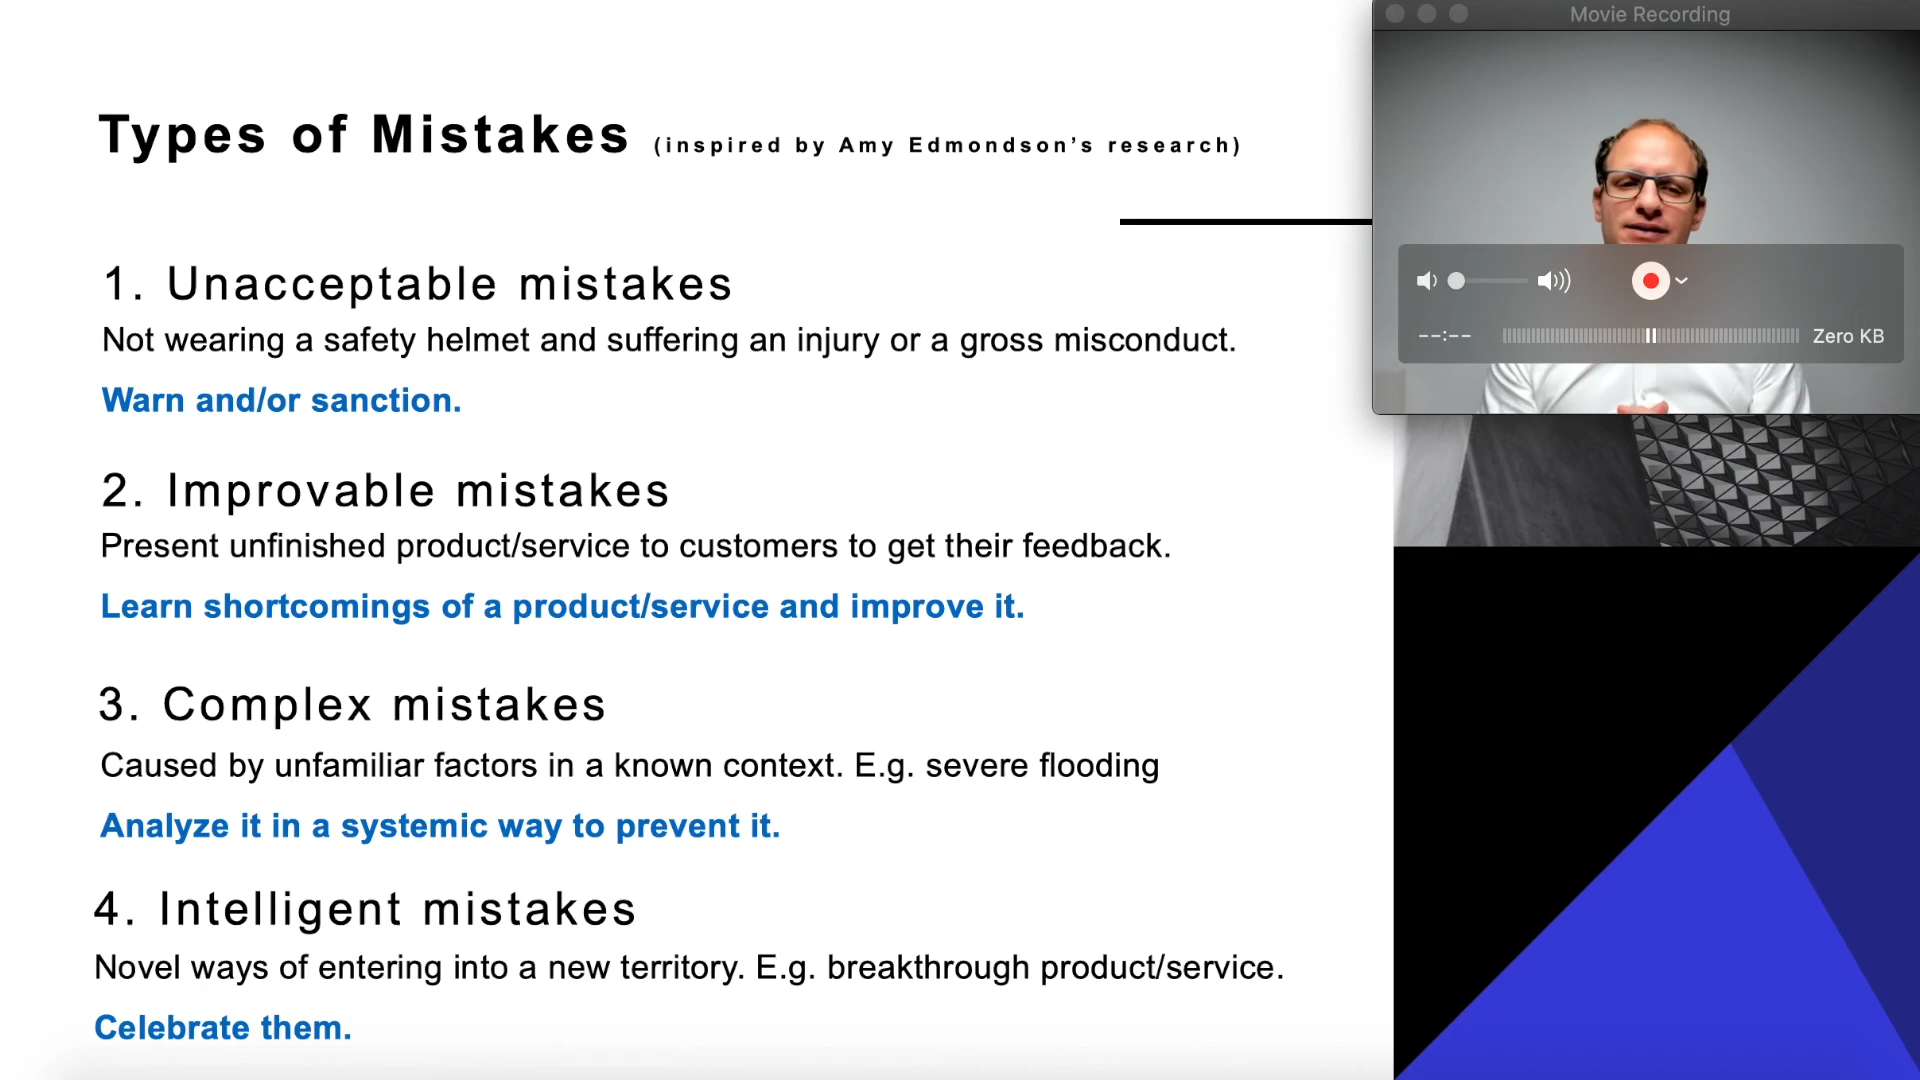 Movie Recording
Types of Mistakes (inspired by Amy Edmondson’s research)
1. Unacceptable mistakes
Not wearing a safety helmet and suffering an injury or a gross misconduct.
Warn and/or sanction.
--:--
Zero KB
2. Improvable mistakes
Present unfinished product/service to customers to get their feedback.
Learn shortcomings of a product/service and improve it.
3. Complex mistakes
Caused by unfamiliar factors in a known context. E.g. severe flooding
Analyze it in a systemic way to prevent it.
4. Intelligent mistakes
Novel ways of entering into a new territory. E.g. breakthrough product/service.
Celebrate them.